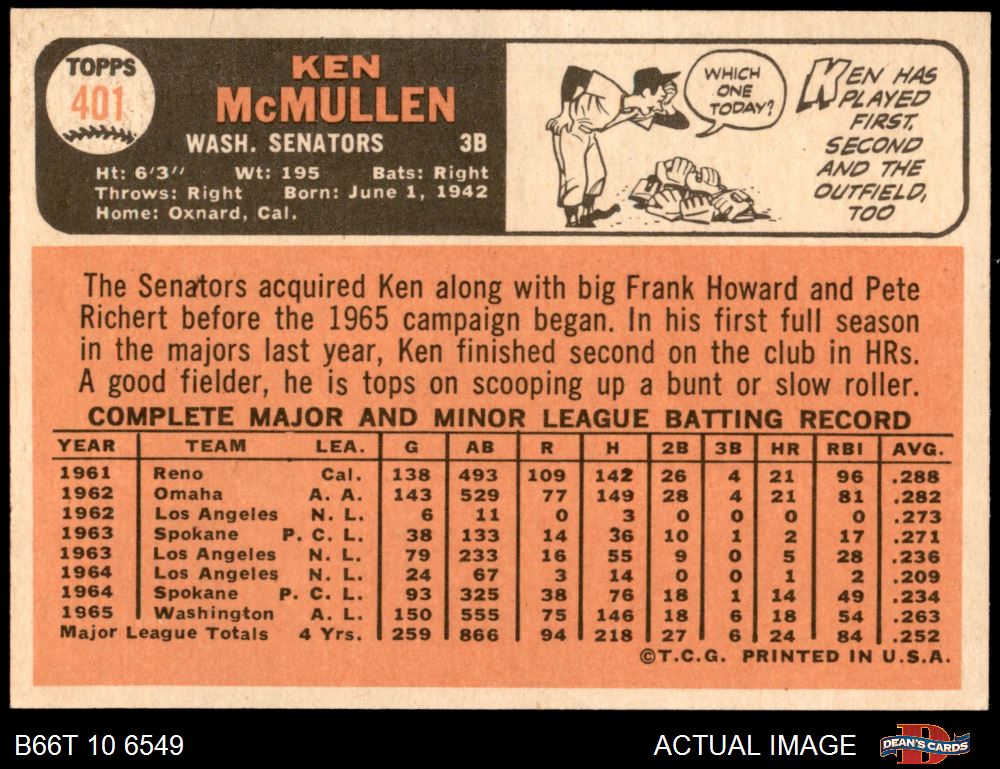 TOPPS
401
KEN
McMULLEN
WASH. SENATORS 3B
Ht: 6'3" Wt: 195 Bats: Right
Throws: Right Born: June 1, 1942
Home: Oxnard, Cal.
WHICH
ONE
TODAY?
KEN HAS
PLAYED
FIRST,
SECOND
AND THE
OUTFIELD,
TOO
The Senators acquired Ken along with big Frank Howard and Pete
Richert before the 1965 campaign began. In his first full season
in the majors last year, Ken finished second on the club in HRs.
A good fielder, he is tops on scooping up a bunt or slow roller.
COMPLETE MAJOR AND MINOR LEAGUE BATTING RECORD
YEAR TEAM LEA. G AB R H 2B 3B HR RBI AVG.
1961 Reno Cal. 138 493 109 142 26 4 21 96 .288
1962 Omaha A. A. 143 529 77 149 28 4 21 81 .282
1962 Los Angeles N. L. 6 11 0 3 0 0 0 0 .273
1963 Spokane P. C. L. 38 133 14 36 10 1 2 17 .271
1963 Los Angeles N. L. 79 233 16 55 9 0 5 28 .236
1964 Los Angeles N. L. 24 67 3 14 0 0 1 2 .209
1964 Spokane P. C. L. 93 325 38 76 18 1 14 49 .234
1965 Washington A. L. 150 555 75 146 18 6 18 54 .263
Major League Totals 4 Yrs. 259 866 94 218 27 6 24 84 .252
©T.C.G. PRINTED IN U.S.A.
B66T 10 6549
ACTUAL IMAGE
D
DEAN'S CARDS